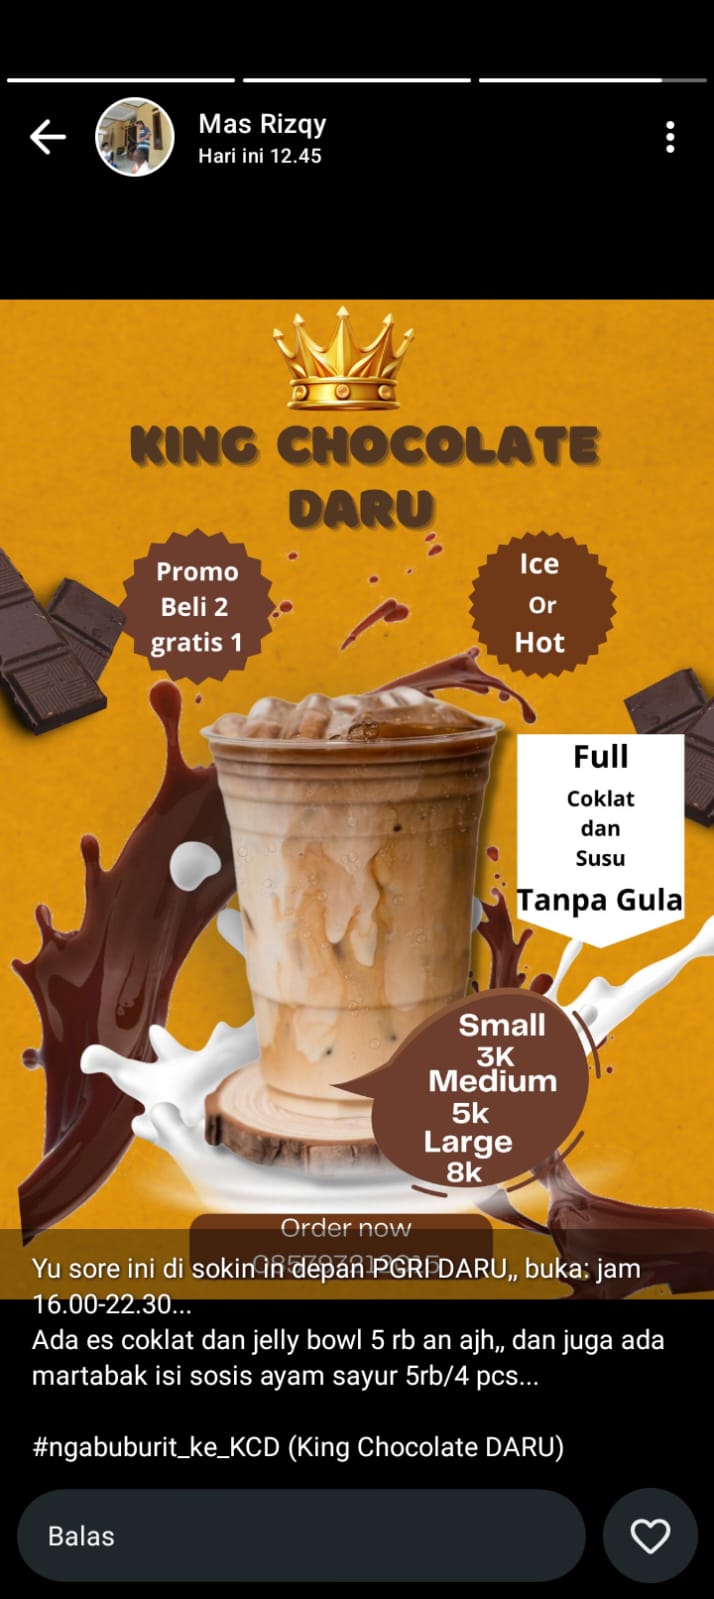 Mas Rizqy
Hari ini 12.45
KING CHOCOLATE
DARU
Promo
Beli 2
gratis 1
Ice
Or
Hot
Full
Coklat
dan
Susu
Tanpa Gula
Small
3K
Medium
5k
Large
8k
Order now
Yu sore ini di sokin in depan PGRI DARU,, buka: jam
16.00-22.30...
Ada es coklat dan jelly bowl 5 rb an ajh,, dan juga ada
martabak isi sosis ayam sayur 5rb/4 pcs...
#ngabuburit_ke_KCD (King Chocolate DARU)
Balas